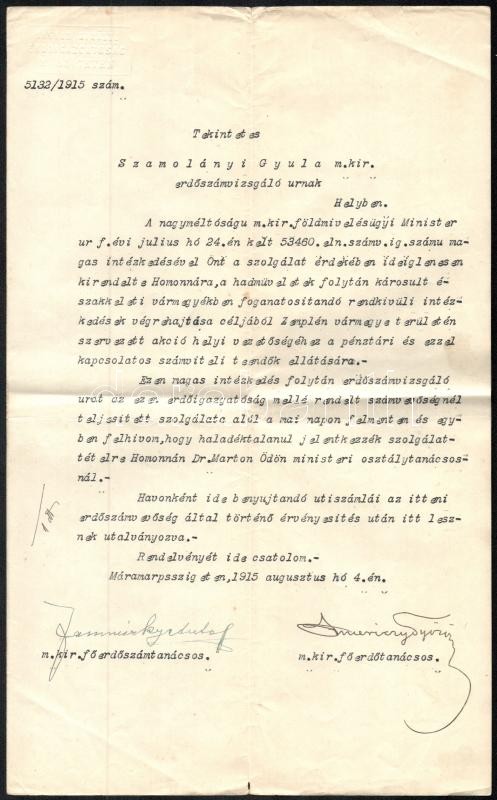 5132/1915 szám.
Tekintetes
Szamolányi Gyula m.kir.
erdőszámvizsgáló urnak
Helyben.
A nagyméltóságu m.kir.földmivelésügyi Minister
ur f.évi julius hó 24.én kelt 53460.eln.számv.ig.számu ma-
gas intézkedésével Önt a szolgálat érdekében ideiglenesen
kirendelte Homonnára,a hadmüveletek folytán károsult é-
szakkeleti vármegyékben foganatositandó rendkivüli intéz-
kedések végrehajtása céljából Zemplén vármegye területén
szervezett akció helyi vezetőségéhez a pénztári és ezzel
kapcsolatos számviteli teendők ellátására.-
Ezen magas intézkedés folytán erdőszámvizsgáló
urat az ezen erdőigazgatóság mellé rendelt számvevőségnél
teljesitett szolgálata alól a mai napon felmentem és egy-
ben felhivom,hogy haladéktalanul jelentkezzék szolgálat-
tételre Homonnán Dr.Marton Ödön ministeri osztálytanácsos-
nál.-
Havonként ide benyujtandó utiszámlái az itteni
erdőszámvevőség által történő érvényesités után itt lesz-
nek utalványozva.-
Rendelvényét ide csatolom.-
Máramarpssziget en,1915 augusztus hó 4.én.
m.kir.főerdőszámtanácsos.
m.kir.főerdőtanácsos.